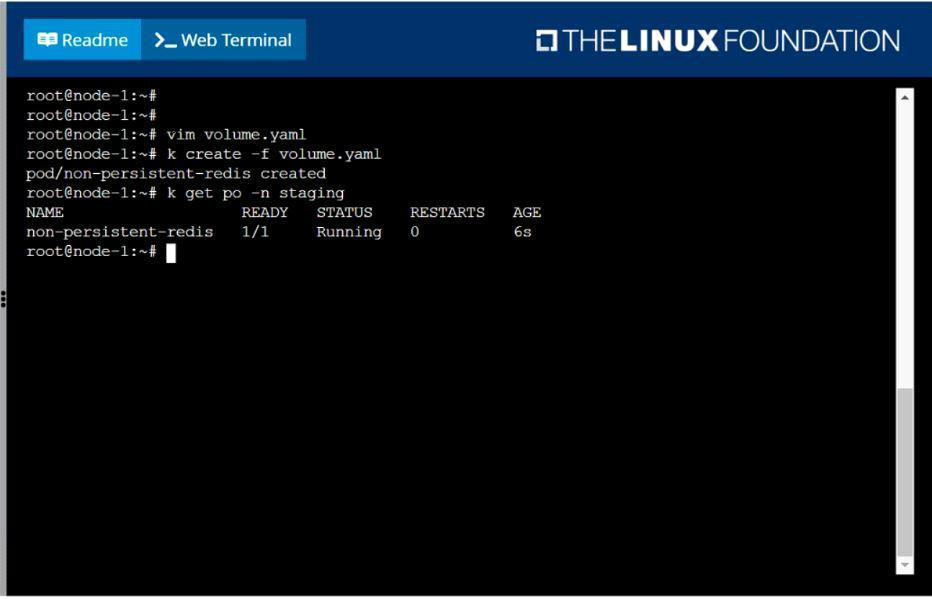 Readme
Web Terminal
THE LINUX FOUNDATION
root@node-1:~#
root@node-1:~#
root@node-1:~# vim volume.yaml
root@node-1:~# k create -f volume.yaml
pod/non-persistent-redis created
root@node-1:~# k get po -n staging
NAME READY STATUS RESTARTS AGE
non-persistent-redis 1/1 Running 0 6s
root@node-1:~#